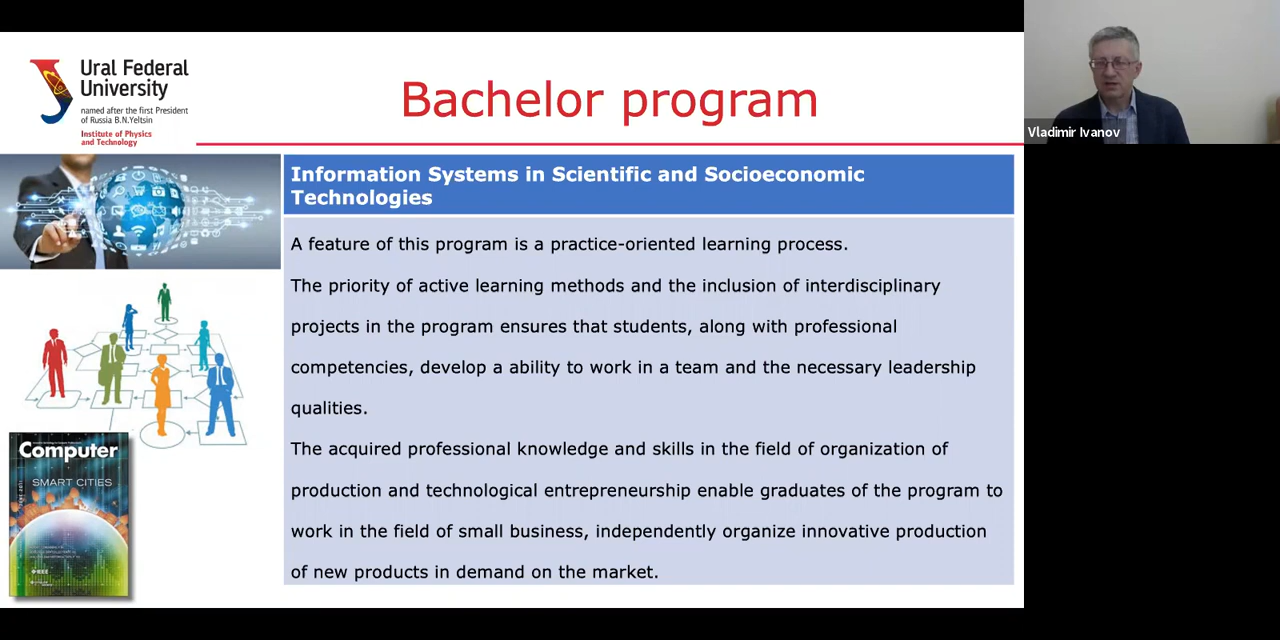 Ural Federal
University
named after the first President
of Russia B.N.Yeltsin
Institute of Physics
and Technology
Bachelor program
Vladimir Ivanov
Information Systems in Scientific and Socioeconomic
Technologies
A feature of this program is a practice-oriented learning process.
The priority of active learning methods and the inclusion of interdisciplinary
projects in the program ensures that students, along with professional
competencies, develop a ability to work in a team and the necessary leadership
qualities.
The acquired professional knowledge and skills in the field of organization of
production and technological entrepreneurship enable graduates of the program to
work in the field of small business, independently organize innovative production
of new products in demand on the market.
Computer
SMART CITIES
IEEE